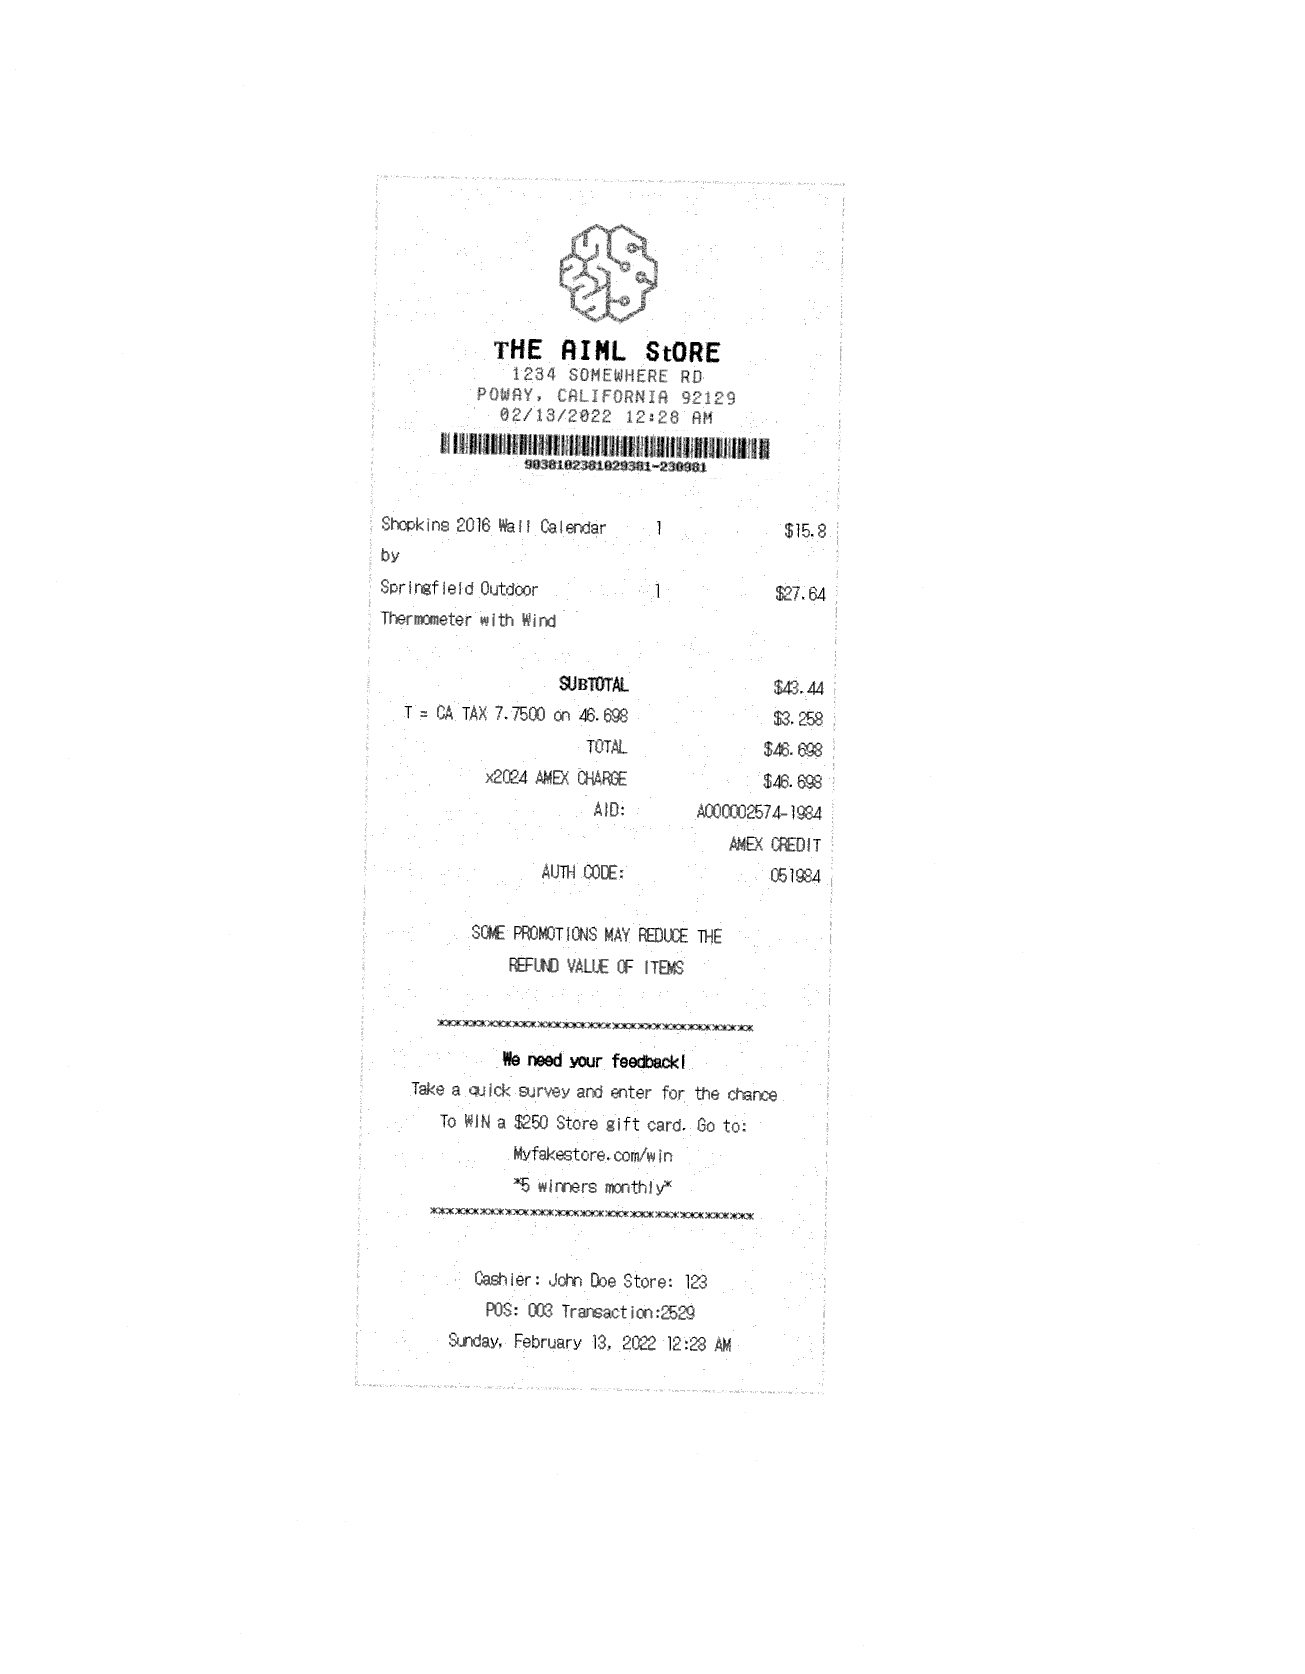 THE AIML StORE
1234 SOMEWHERE RD
POWAY, CALIFORNIA 92129
02/13/2022 12:28 AM
9038102381029381-230981
Shopkins 2016 Wall Calendar 1 $15.8
by
Springfield Outdoor 1 $27.64
Thermometer with Wind
SUBTOTAL $43.44
T = CA TAX 7.7500 on 46.698 $3.258
TOTAL $46.698
x2024 AMEX CHARGE $46.698
AID: A000002574-1984
AMEX CREDIT
AUTH CODE: 051984
SOME PROMOTIONS MAY REDUCE THE
REFUND VALUE OF ITEMS
**************************************
We need your feedback!
Take a quick survey and enter for the chance
To WIN a $250 Store gift card. Go to:
Myfakestore.com/win
*5 winners monthly*
***************************************
Cashier: John Doe Store: 123
POS: 003 Transaction:2529
Sunday, February 13, 2022 12:28 AM